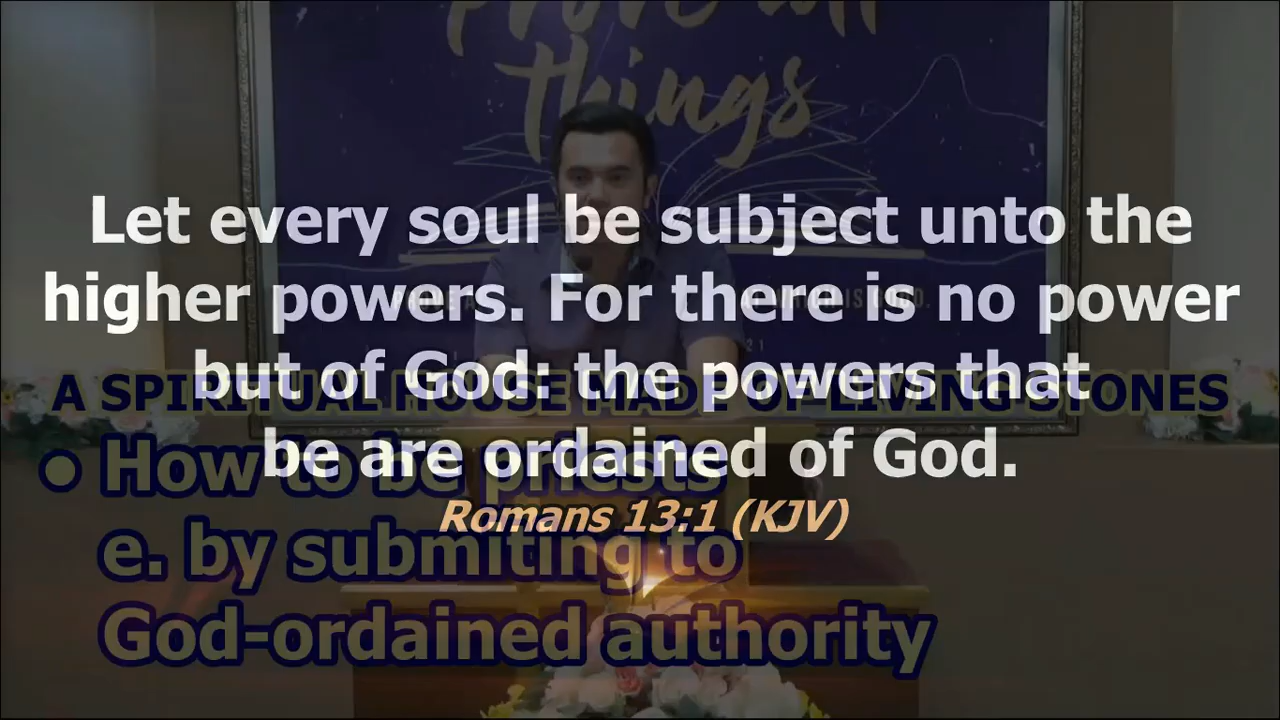 Prove all
things
Let every soul be subject unto the
higher powers. For there is no power
but of God: the powers that
be are ordained of God.
Romans 13:1 (KJV)
A SPIRITUAL HOUSE MADE OF LIVING STONES
• How to be priests
e. by submiting to
God-ordained authority